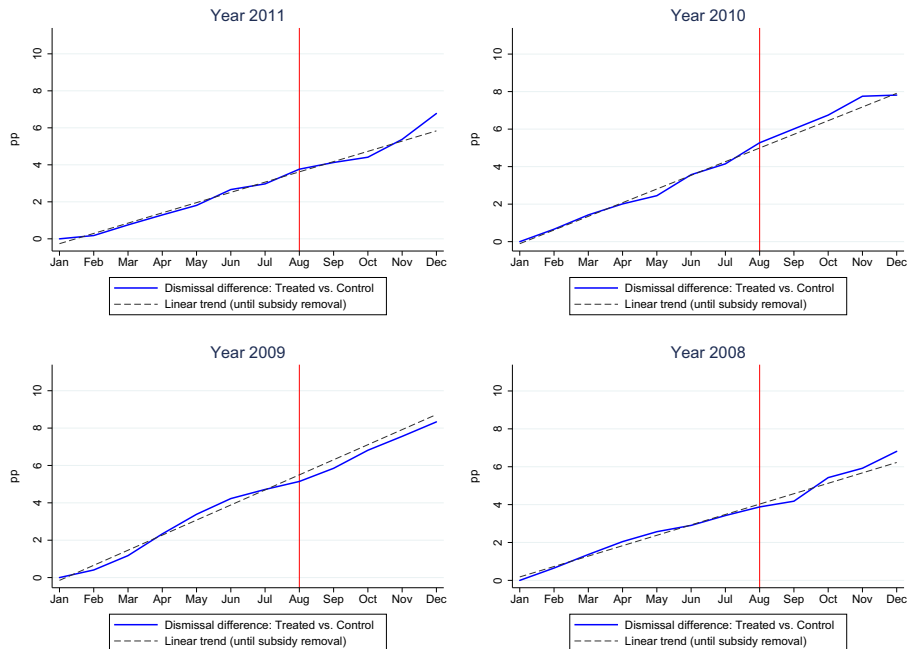 Year 2011
10
8
6
4
2
0
pp
Jan Feb Mar Apr May Jun Jul Aug Sep Oct Nov Dec
Dismissal difference: Treated vs. Control
Linear trend (until subsidy removal)
Year 2010
10
8
6
4
2
0
pp
Jan Feb Mar Apr May Jun Jul Aug Sep Oct Nov Dec
Dismissal difference: Treated vs. Control
Linear trend (until subsidy removal)
Year 2009
10
8
6
4
2
0
pp
Jan Feb Mar Apr May Jun Jul Aug Sep Oct Nov Dec
Dismissal difference: Treated vs. Control
Linear trend (until subsidy removal)
Year 2008
10
8
6
4
2
0
pp
Jan Feb Mar Apr May Jun Jul Aug Sep Oct Nov Dec
Dismissal difference: Treated vs. Control
Linear trend (until subsidy removal)